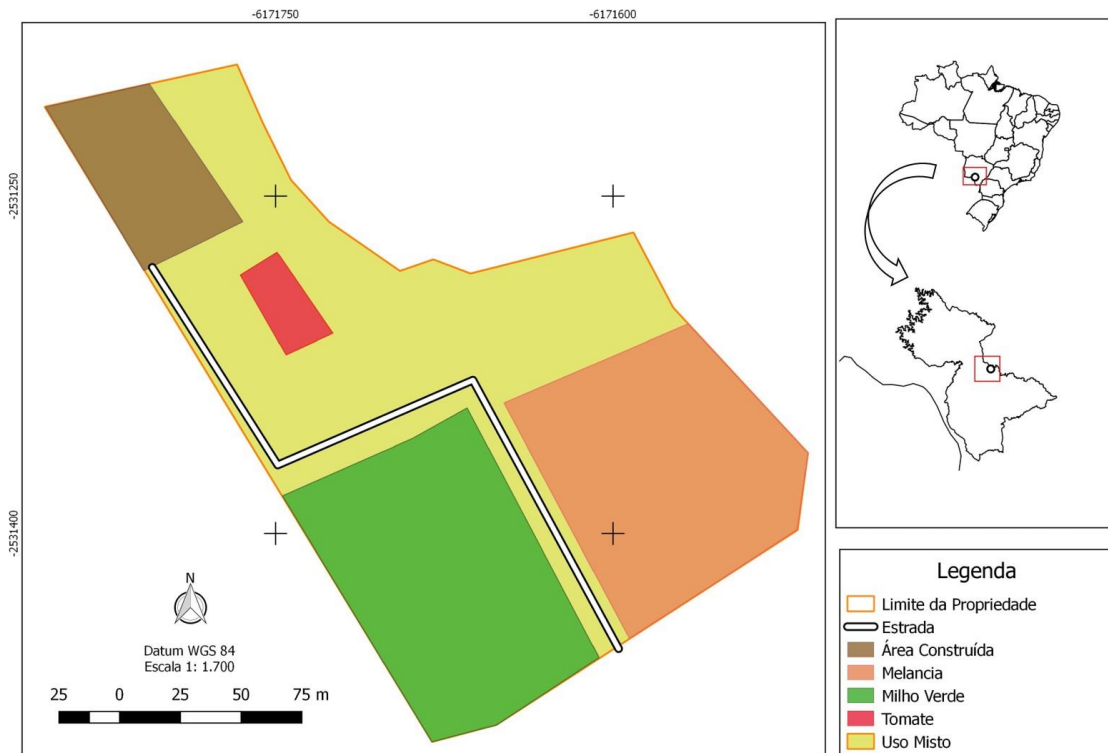 -6171750
-6171600
-2531250
-2531400
N
Datum WGS 84
Escala 1: 1.700
25 0 25 50 75 m
Legenda
Limite da Propriedade
Estrada
Área Construída
Melancia
Milho Verde
Tomate
Uso Misto